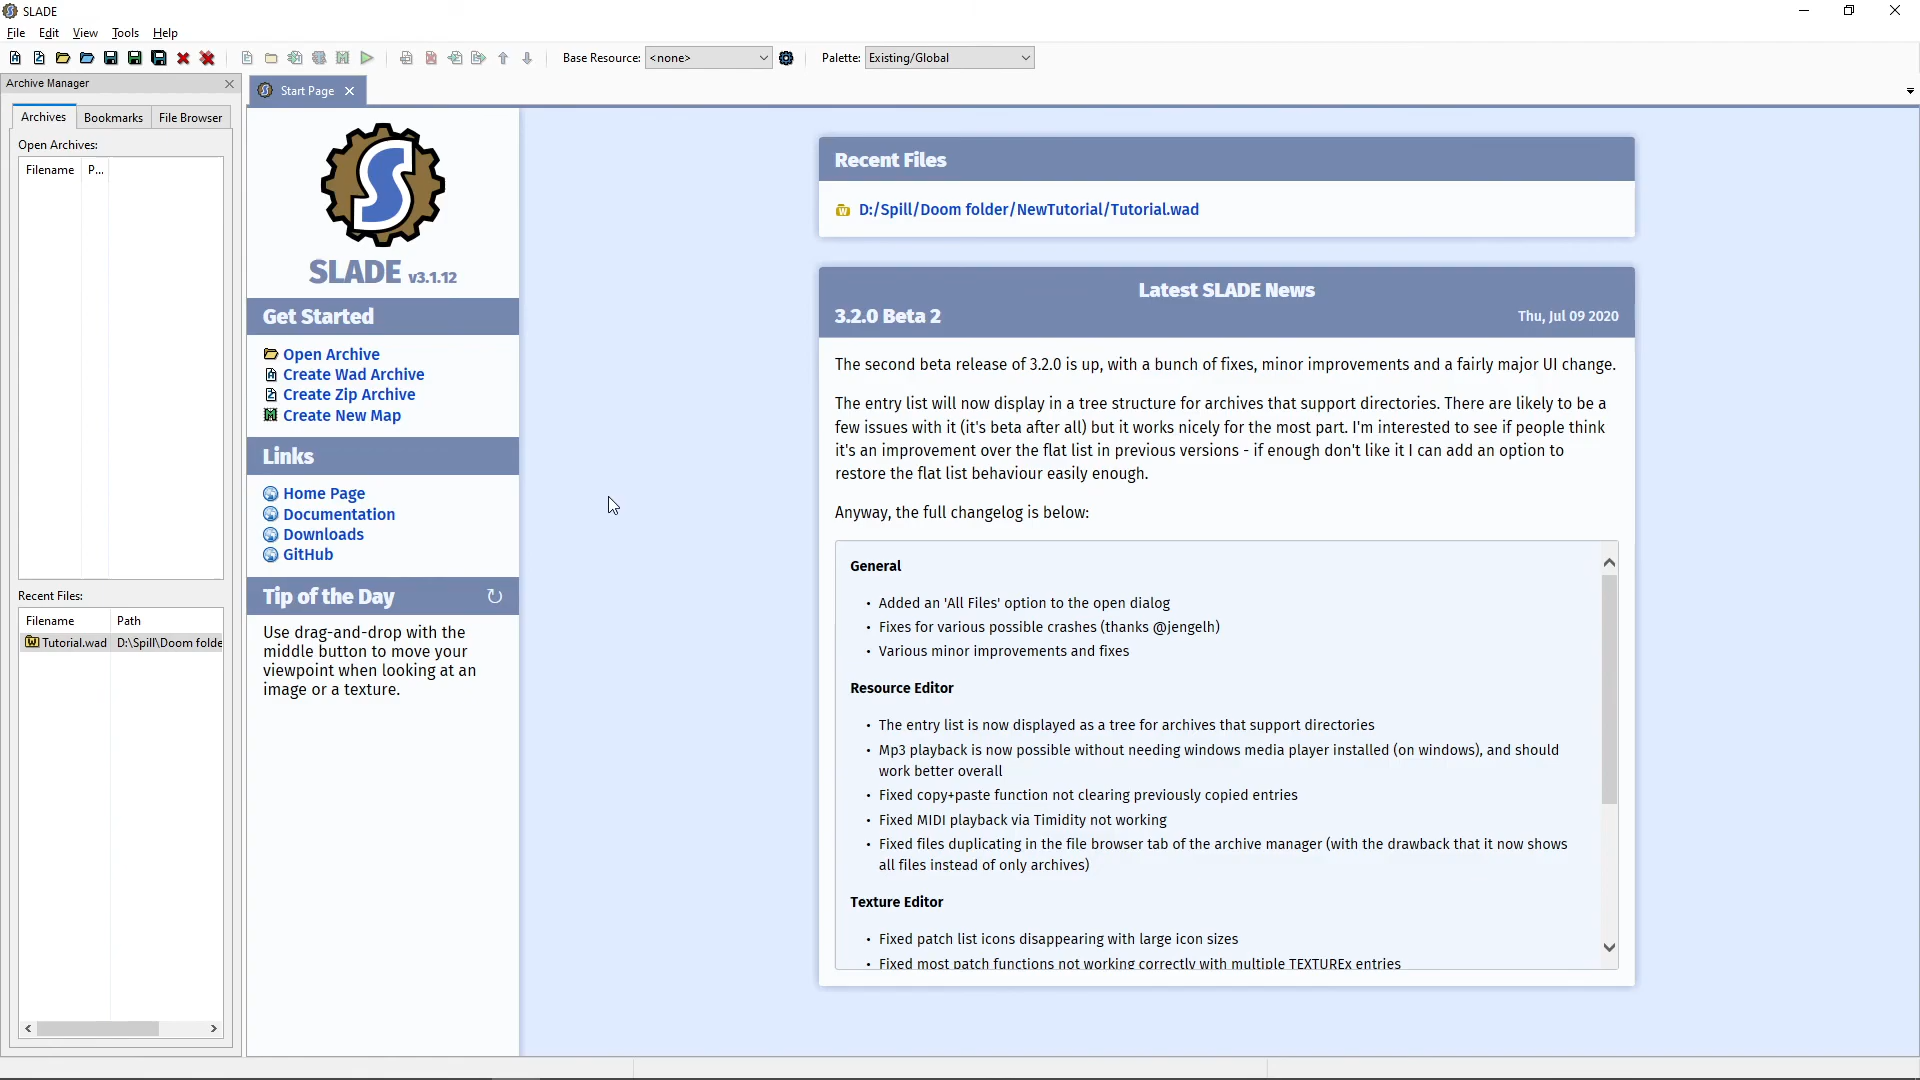 SLADE
File Edit View Tools Help
Base Resource: <none> Palette: Existing/Global
Archive Manager
Start Page
Archives Bookmarks File Browser
Open Archives:
Filename P...
SLADE v3.1.12
Get Started
Open Archive
Create Wad Archive
Create Zip Archive
Create New Map
Links
Home Page
Documentation
Downloads
GitHub
Tip of the Day
Use drag-and-drop with the
middle button to move your
viewpoint when looking at an
image or a texture.
Recent Files:
Filename Path
Tutorial.wad D:\Spill\Doom folde
Recent Files
D:/Spill/Doom folder/NewTutorial/Tutorial.wad
Latest SLADE News
3.2.0 Beta 2 Thu, Jul 09 2020
The second beta release of 3.2.0 is up, with a bunch of fixes, minor improvements and a fairly major UI change.
The entry list will now display in a tree structure for archives that support directories. There are likely to be a
few issues with it (it's beta after all) but it works nicely for the most part. I'm interested to see if people think
it's an improvement over the flat list in previous versions - if enough don't like it I can add an option to
restore the flat list behaviour easily enough.
Anyway, the full changelog is below:
General
• Added an 'All Files' option to the open dialog
• Fixes for various possible crashes (thanks @jengelh)
• Various minor improvements and fixes
Resource Editor
• The entry list is now displayed as a tree for archives that support directories
• Mp3 playback is now possible without needing windows media player installed (on windows), and should
work better overall
• Fixed copy+paste function not clearing previously copied entries
• Fixed MIDI playback via Timidity not working
• Fixed files duplicating in the file browser tab of the archive manager (with the drawback that it now shows
all files instead of only archives)
Texture Editor
• Fixed patch list icons disappearing with large icon sizes
• Fixed most patch functions not working correctly with multiple TEXTUREx entries